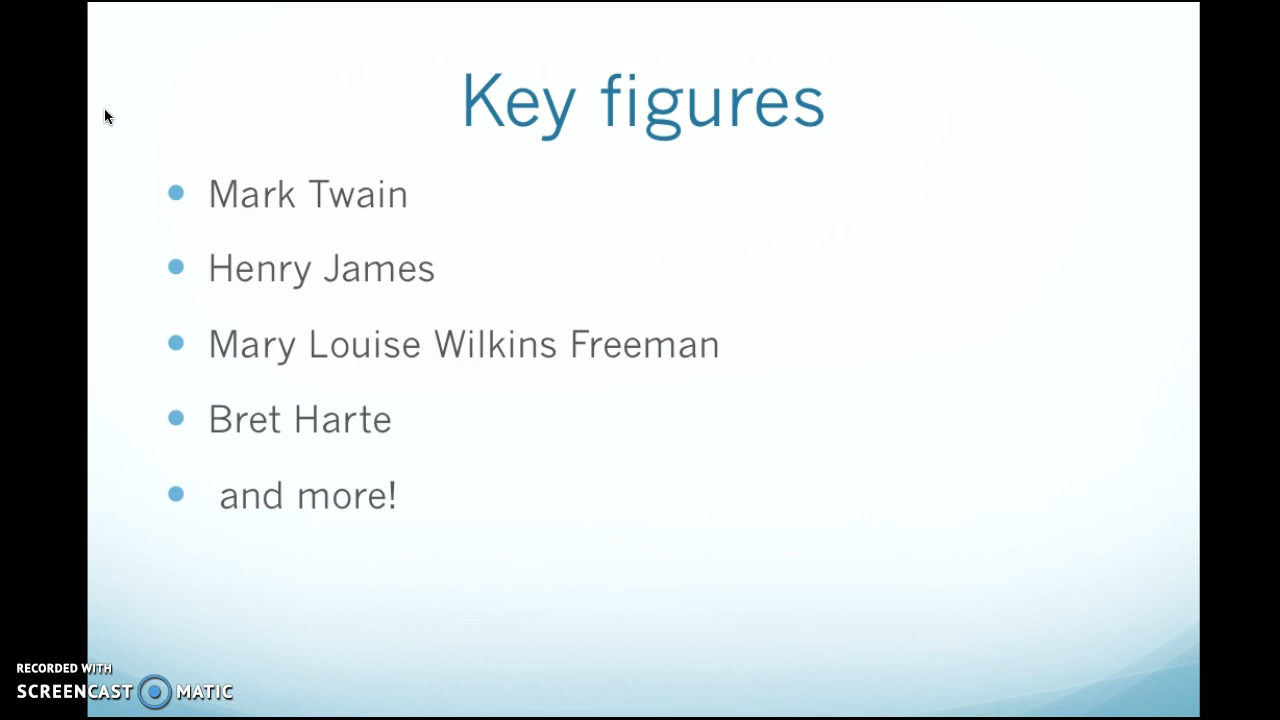 Key figures
Mark Twain
Henry James
Mary Louise Wilkins Freeman
Bret Harte
and more!
RECORDED WITH
SCREENCAST MATIC